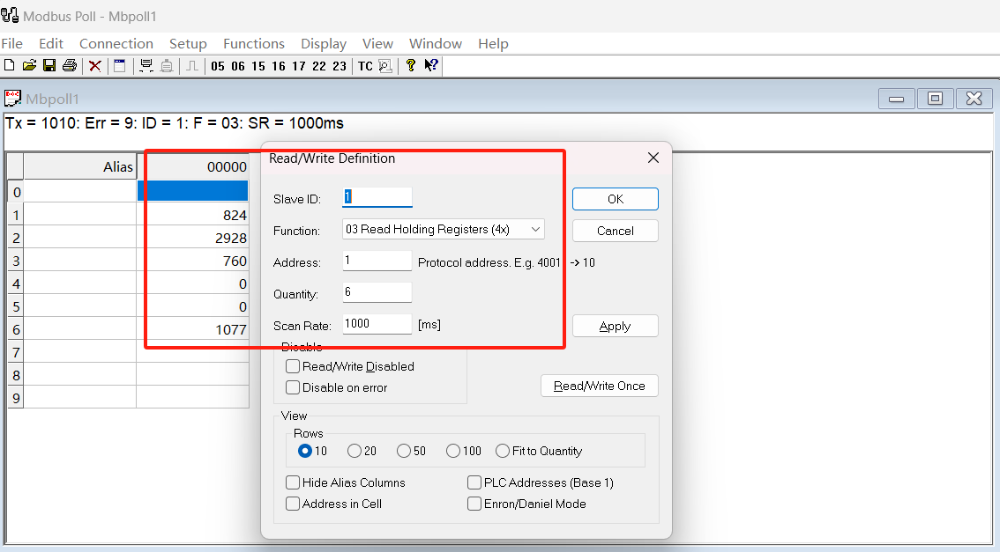 Modbus Poll - Mbpoll1
File Edit Connection Setup Functions Display View Window Help
05 06 15 16 17 22 23 TC
Mbpoll1
Tx = 1010: Err = 9: ID = 1: F = 03: SR = 1000ms
Alias 00000
0
1 824
2 2928
3 760
4 0
5 0
6 1077
7
8
9
Read/Write Definition
Slave ID: 1
OK
Function: 03 Read Holding Registers (4x)
Cancel
Address: 1 Protocol address. E.g. 4001 -> 10
Quantity: 6
Scan Rate: 1000 [ms]
Apply
Disable
Read/Write Disabled
Disable on error
Read/Write Once
View
Rows
10 20 50 100 Fit to Quantity
Hide Alias Columns PLC Addresses (Base 1)
Address in Cell Enron/Daniel Mode